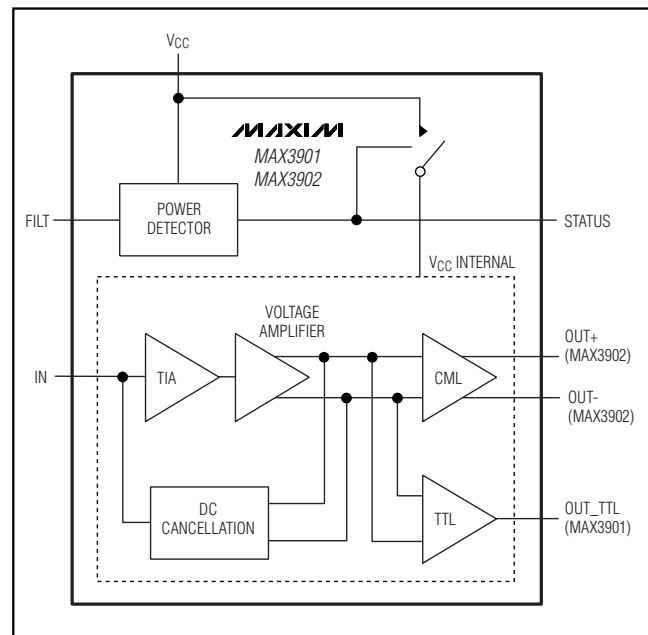 VCC
MAXIM
MAX3901
MAX3902
POWER
DETECTOR
FILT
STATUS
VCC INTERNAL
VOLTAGE
AMPLIFIER
OUT+
(MAX3902)
IN
TIA
CML
OUT-
(MAX3902)
DC
CANCELLATION
TTL
OUT_TTL
(MAX3901)